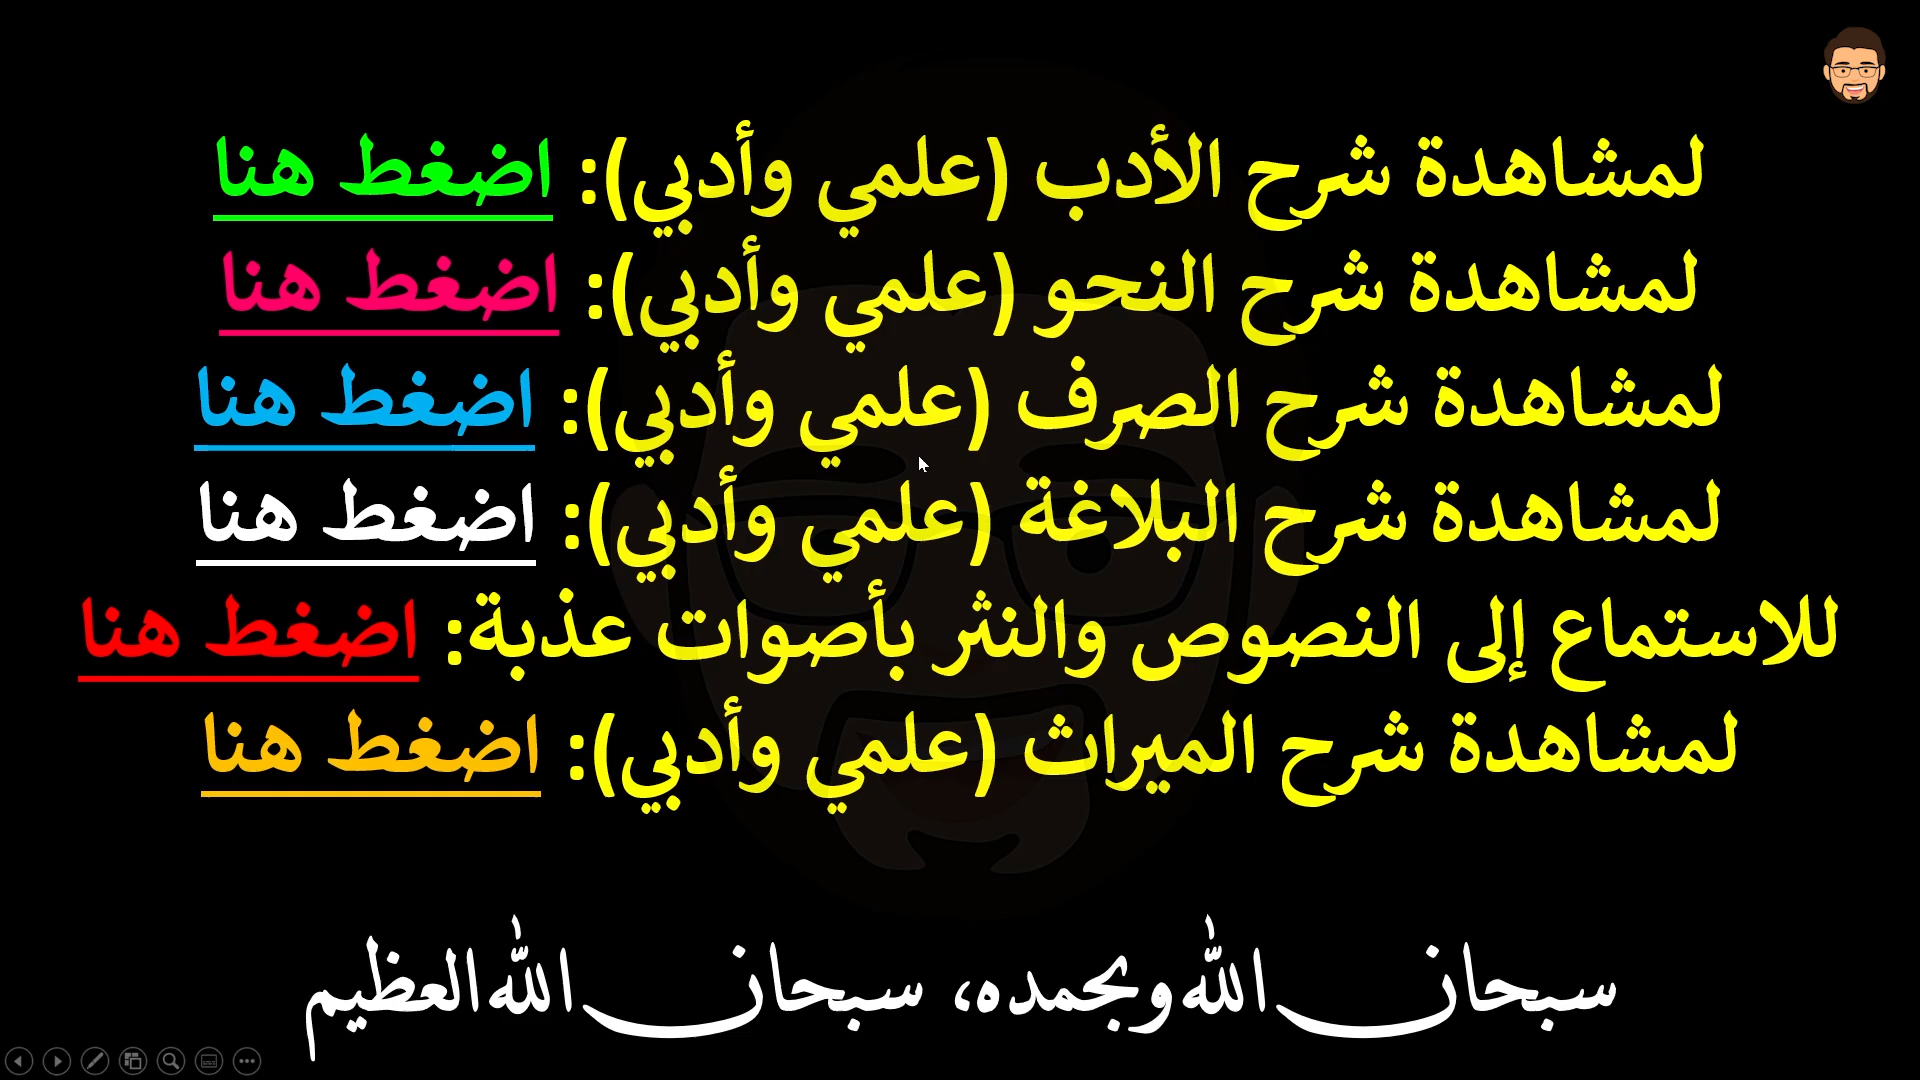 لمشاهدة شرح الأدب (علمي وأدبي): اضغط هنا
لمشاهدة شرح النحو (علمي وأدبي): اضغط هنا
لمشاهدة شرح الصرف (علمي وأدبي): اضغط هنا
لمشاهدة شرح البلاغة (علمي وأدبي): اضغط هنا
للاستماع إلى النصوص والنثر بأصوات عذبة: اضغط هنا
لمشاهدة شرح الميراث (علمي وأدبي): اضغط هنا
سبحان الله وبحمده، سبحان الله العظيم